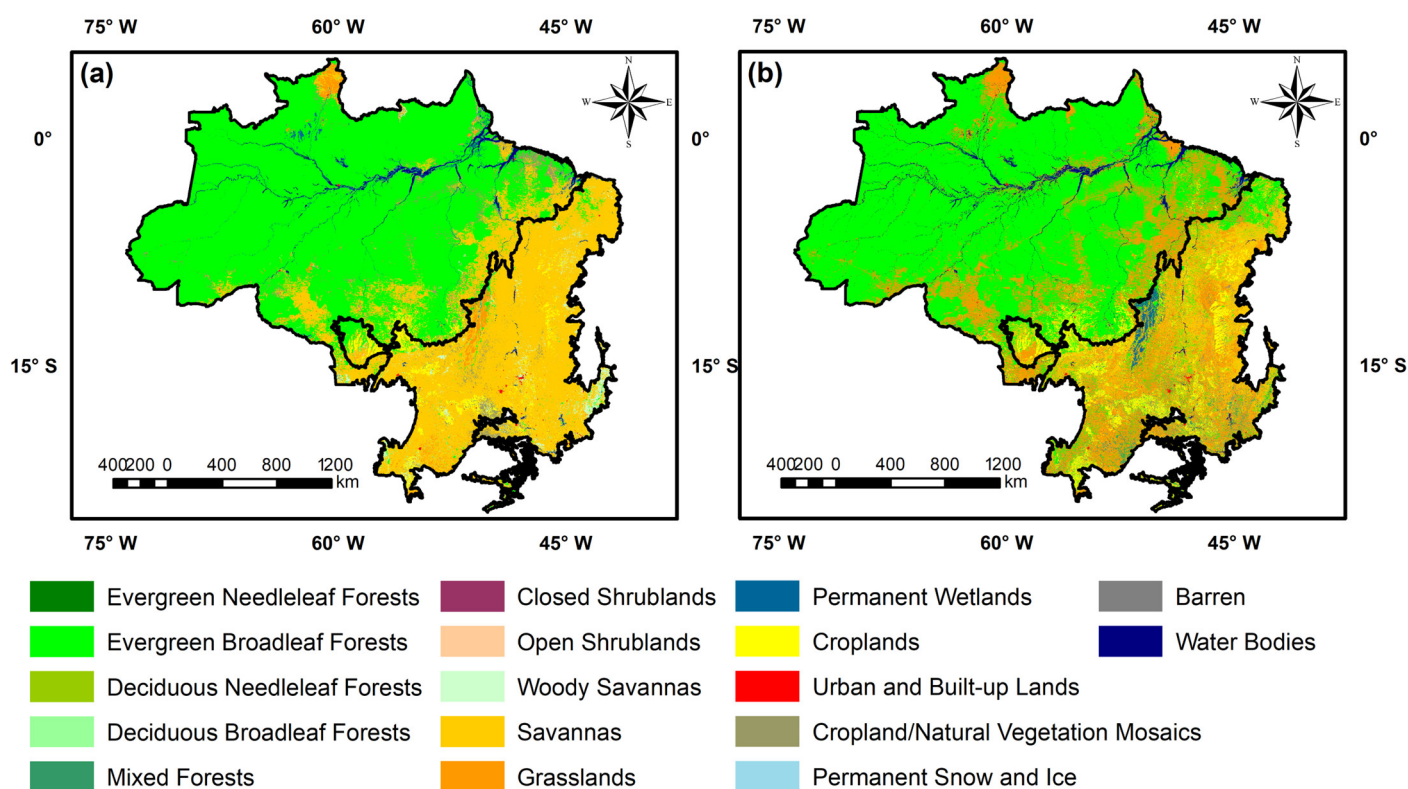 75° W 60° W 45° W 75° W 60° W 45° W
(a) N W E S (b) N W E S
0° 0° 0°
15° S 15° S 15° S
400 200 0 400 800 1200 km 400 200 0 400 800 1200 km
75° W 60° W 45° W 75° W 60° W 45° W
Evergreen Needleleaf Forests
Evergreen Broadleaf Forests
Deciduous Needleleaf Forests
Deciduous Broadleaf Forests
Mixed Forests
Closed Shrublands
Open Shrublands
Woody Savannas
Savannas
Grasslands
Permanent Wetlands
Croplands
Urban and Built-up Lands
Cropland/Natural Vegetation Mosaics
Permanent Snow and Ice
Barren
Water Bodies